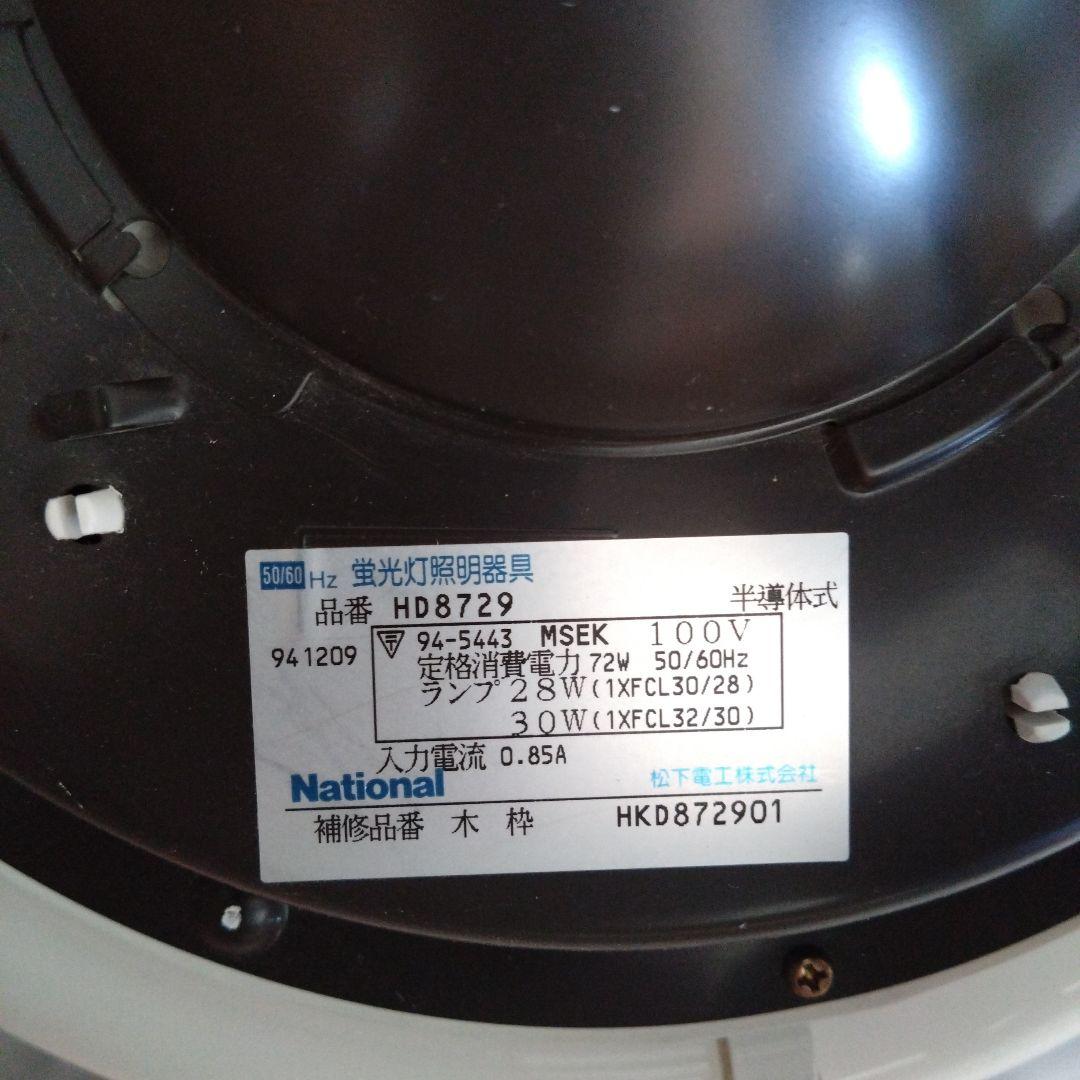 50/60 Hz 蛍光灯照明器具
品番 HD8729 半導体式
941209 94-5443 MSEK 100V
定格消費電力 72W 50/60Hz
ランプ 28W(1XFCL30/28)
30W(1XFCL32/30)
入力電流 0.85A
National 松下電工株式会社
補修品番 木枠 HKD872901